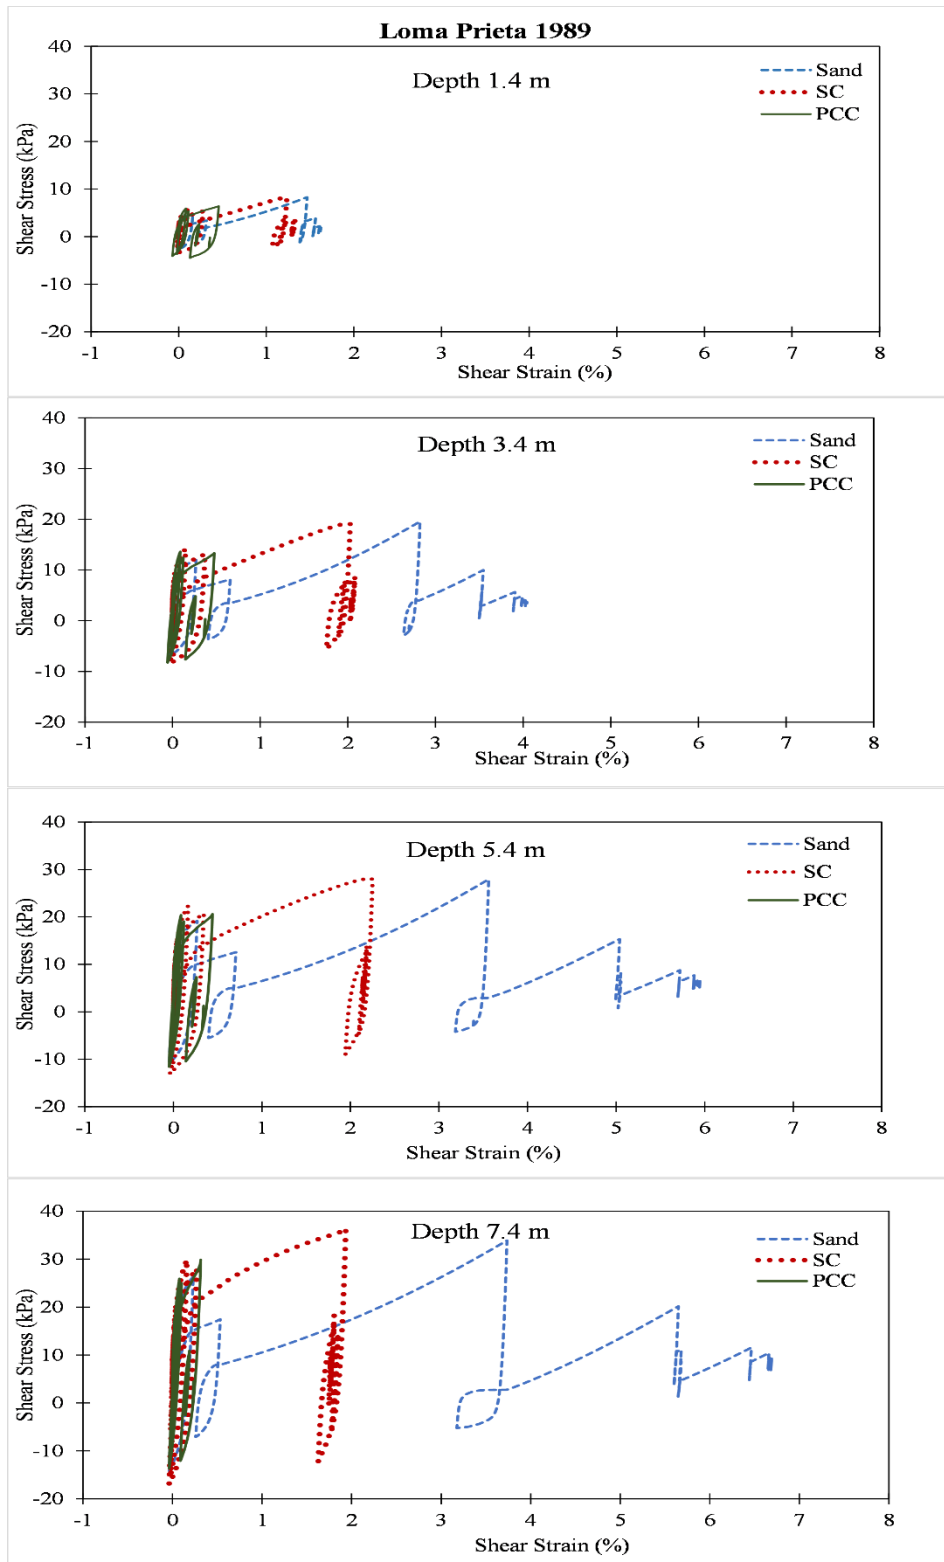 Loma Prieta 1989
40
30
20
10
0
-10
-20
Shear Stress (kPa)
Depth 1.4 m
Sand
SC
PCC
-1 0 1 2 3 4 5 6 7 8
Shear Strain (%)
40
30
20
10
0
-10
-20
Shear Stress (kPa)
Depth 3.4 m
Sand
SC
PCC
-1 0 1 2 3 4 5 6 7 8
Shear Strain (%)
40
30
20
10
0
-10
-20
Shear Stress (kPa)
Depth 5.4 m
Sand
SC
PCC
-1 0 1 2 3 4 5 6 7 8
Shear Strain (%)
40
30
20
10
0
-10
-20
Shear Stress (kPa)
Depth 7.4 m
Sand
SC
PCC
-1 0 1 2 3 4 5 6 7 8
Shear Strain (%)